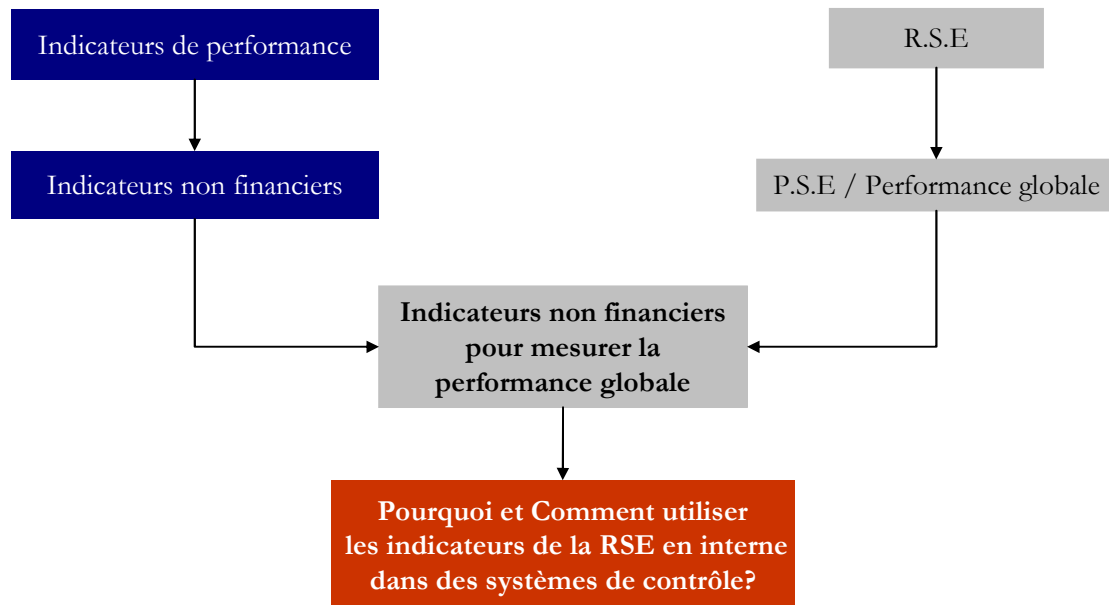 Indicateurs de performance
R.S.E
Indicateurs non financiers
P.S.E / Performance globale
Indicateurs non financiers
pour mesurer la
performance globale
Pourquoi et Comment utiliser
les indicateurs de la RSE en interne
dans des systèmes de contrôle?